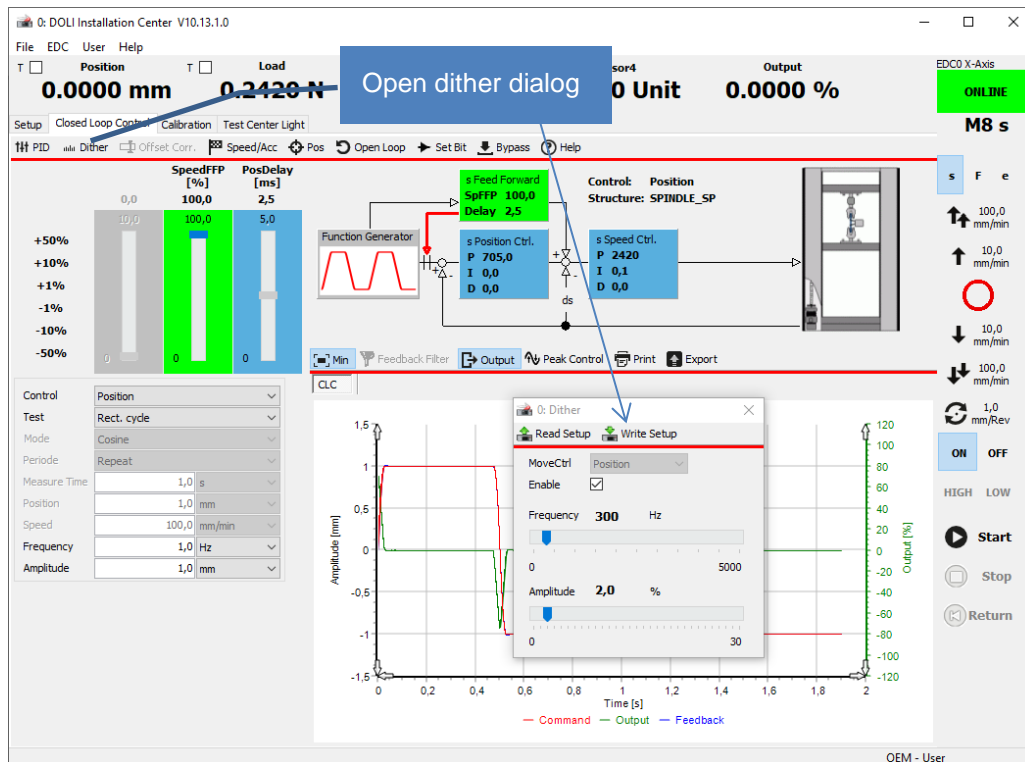 0: DOLI Installation Center V10.13.1.0
File EDC User Help
T Position
0.0000 mm
T Load
0.2420 N
Open dither dialog
sor4
0 Unit
Output
0.0000 %
EDC0 X-Axis
ONLINE
M8 s
Setup Closed Loop Control Calibration Test Center Light
PID Dither Offset Corr. Speed/Acc Pos Open Loop Set Bit Bypass Help
s F e
SpeedFFP PosDelay
[%] [ms]
0,0 100,0 2,5
10,0 100,0 5,0
+50%
+10%
+1%
-1%
-10%
-50%
0 0 0
s Feed Forward
SpFFP 100,0
Delay 2,5
Control: Position
Structure: SPINDLE_SP
Function Generator
s Position Ctrl.
P 705,0
I 0,0
D 0,0
+
-
+
-
s Speed Ctrl.
P 2420
I 0,1
D 0,0
ds
100,0
mm/min
10,0
mm/min
10,0
mm/min
100,0
mm/min
1,0
mm/Rev
ON OFF
HIGH LOW
Start
Stop
Return
Min Feedback Filter Output Peak Control Print Export
CLC
Control Position
Test Rect. cycle
Mode Cosine
Periode Repeat
Measure Time 1,0 s
Position 1,0 mm
Speed 100,0 mm/min
Frequency 1,0 Hz
Amplitude 1,0 mm
0: Dither
Read Setup Write Setup
MoveCtrl Position
Enable
Frequency 300 Hz
0 5000
Amplitude 2,0 %
0 30
Amplitude [mm]
1,5
1
0,5
0
-0,5
-1
-1,5
120
100
80
60
40
20
0
-20
-40
-60
-80
-100
-120
Output [%]
0 0,2 0,4 0,6 0,8 1 1,2 1,4 1,6 1,8 2
Time [s]
Command Output Feedback
OEM - User